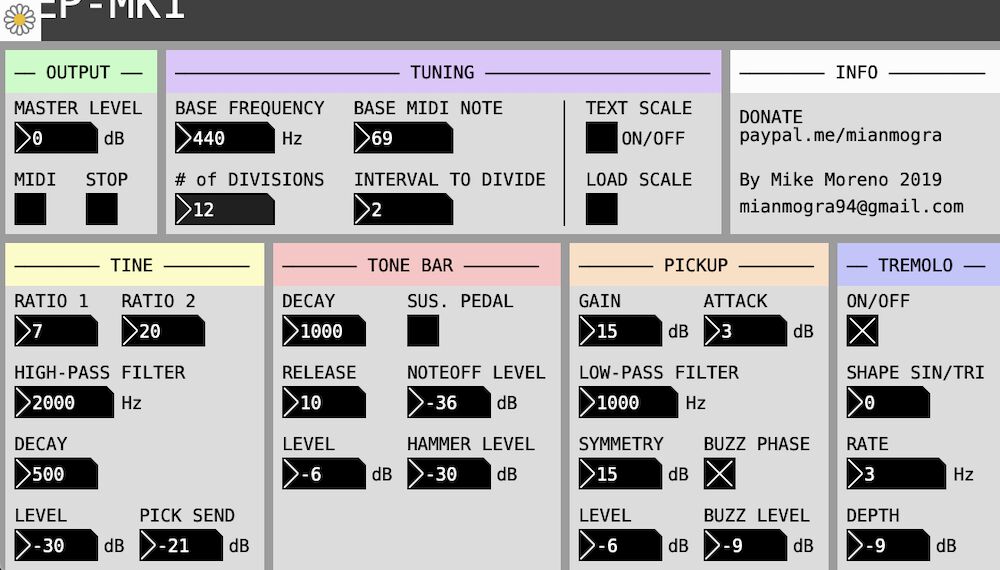 EP-MK1
OUTPUT
MASTER LEVEL
0 dB
MIDI STOP
TUNING
BASE FREQUENCY BASE MIDI NOTE
440 Hz 69
# of DIVISIONS INTERVAL TO DIVIDE
12 2
TEXT SCALE
ON/OFF
LOAD SCALE
INFO
DONATE
paypal.me/mianmogra
By Mike Moreno 2019
mianmogra94@gmail.com
TINE
RATIO 1 RATIO 2
7 20
HIGH-PASS FILTER
2000 Hz
DECAY
500
LEVEL PICK SEND
-30 dB -21 dB
TONE BAR
DECAY SUS. PEDAL
1000
RELEASE NOTEOFF LEVEL
10 -36 dB
LEVEL HAMMER LEVEL
-6 dB -30 dB
PICKUP
GAIN ATTACK
15 dB 3 dB
LOW-PASS FILTER
1000 Hz
SYMMETRY BUZZ PHASE
15 dB
LEVEL BUZZ LEVEL
-6 dB -9 dB
TREMOLO
ON/OFF
SHAPE SIN/TRI
0
RATE
3 Hz
DEPTH
-9 dB